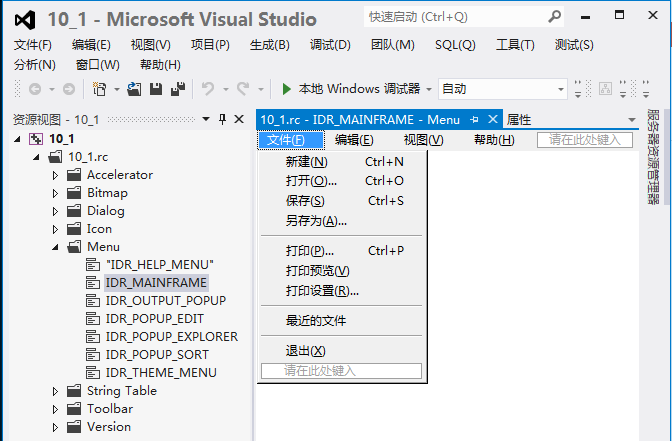 10_1 - Microsoft Visual Studio
快速启动 (Ctrl+Q)
文件(F) 编辑(E) 视图(V) 项目(P) 生成(B) 调试(D) 团队(M) SQL(Q) 工具(T) 测试(S)
分析(N) 窗口(W) 帮助(H)
本地 Windows 调试器 自动
资源视图 - 10_1
10_1
10_1.rc
Accelerator
Bitmap
Dialog
Icon
Menu
"IDR_HELP_MENU"
IDR_MAINFRAME
IDR_OUTPUT_POPUP
IDR_POPUP_EDIT
IDR_POPUP_EXPLORER
IDR_POPUP_SORT
IDR_THEME_MENU
String Table
Toolbar
Version
10_1.rc - IDR_MAINFRAME - Menu 属性
文件(F) 编辑(E) 视图(V) 帮助(H) 请在此处键入
新建(N) Ctrl+N
打开(O)... Ctrl+O
保存(S) Ctrl+S
另存为(A)...
打印(P)... Ctrl+P
打印预览(V)
打印设置(R)...
最近的文件
退出(X)
请在此处键入
服务器资源管理器